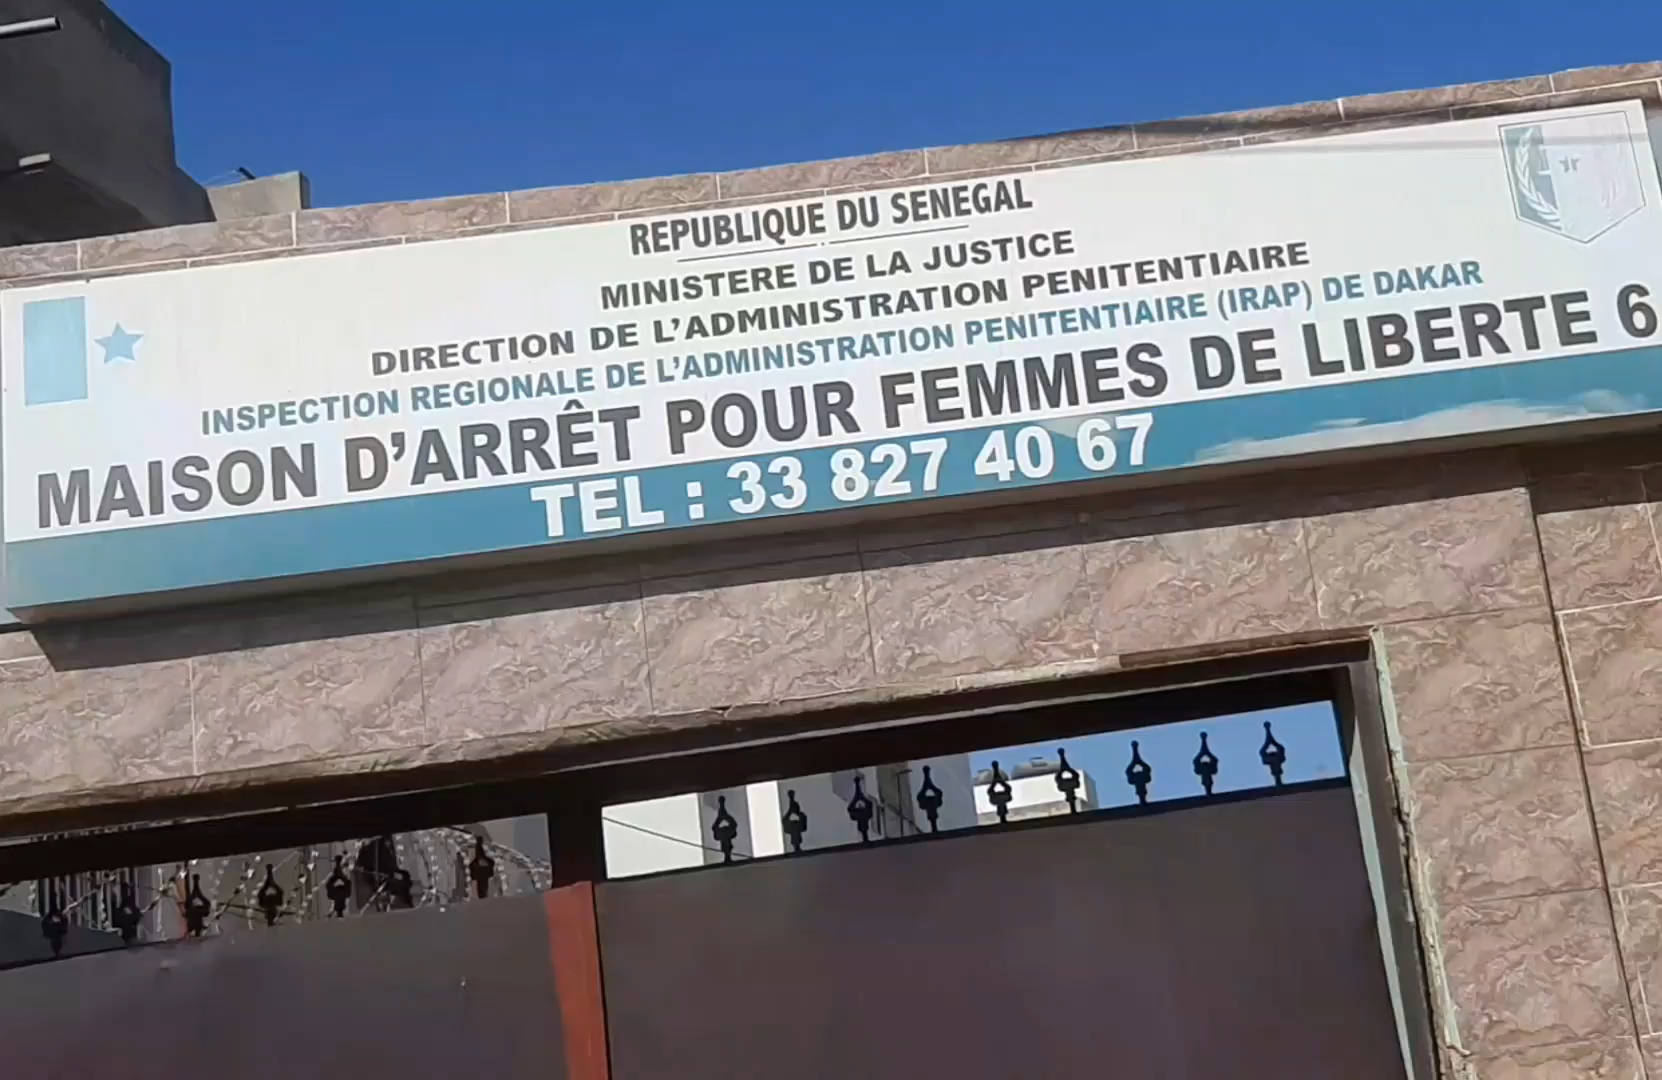 REPUBLIQUE DU SENEGAL
MINISTERE DE LA JUSTICE
DIRECTION DE L'ADMINISTRATION PENITENTIAIRE
INSPECTION REGIONALE DE L'ADMINISTRATION PENITENTIAIRE (IRAP) DE DAKAR
MAISON D'ARRÊT POUR FEMMES DE LIBERTE 6
TEL : 33 827 40 67